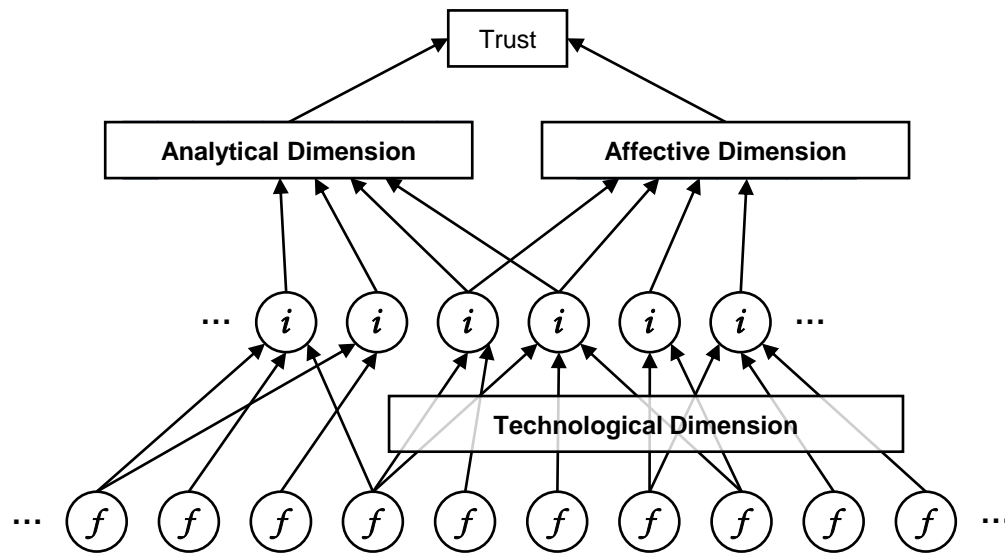 Trust
Analytical Dimension
Affective Dimension
... i i i i i i ...
Technological Dimension
... f f f f f f f f f f ...